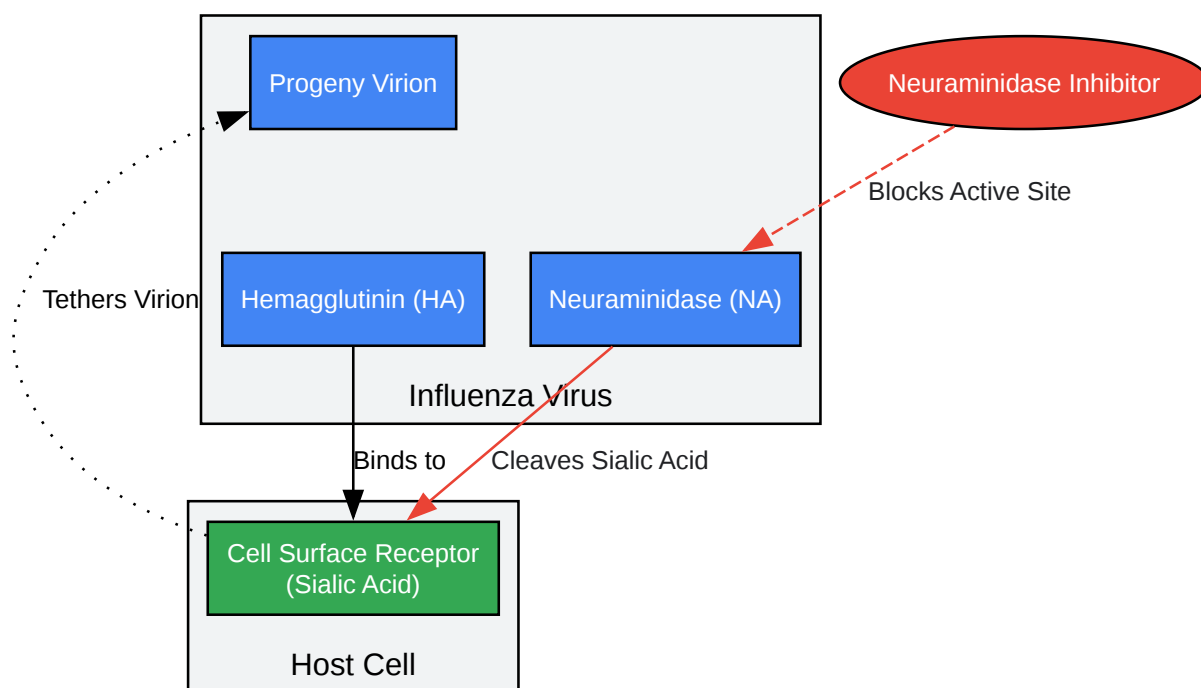 Progeny Virion
Neuraminidase Inhibitor
Blocks Active Site
Tethers Virion
Hemagglutinin (HA)
Neuraminidase (NA)
Influenza Virus
Binds to
Cleaves Sialic Acid
Cell Surface Receptor
(Sialic Acid)
Host Cell